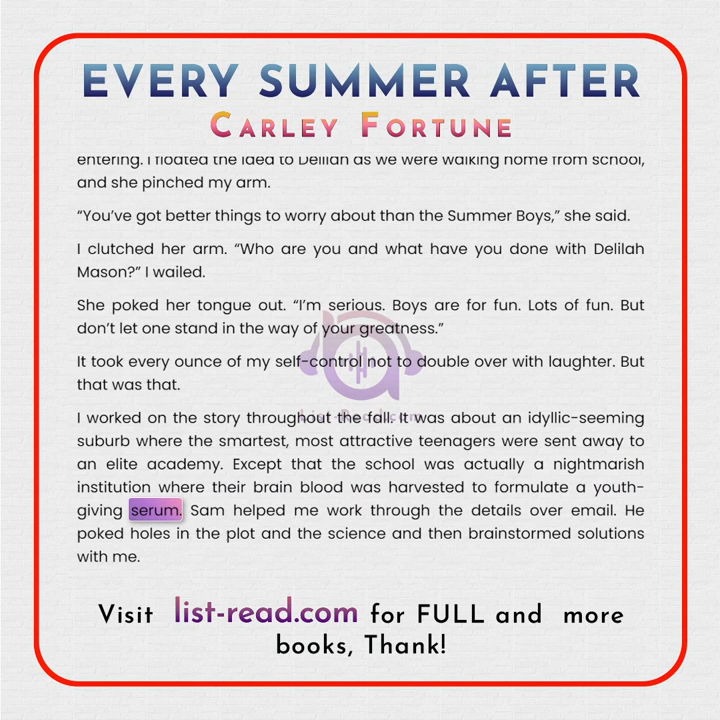 EVERY SUMMER AFTER
CARLEY FORTUNE
entering. I floated the idea to Delilah as we were walking home from school,
and she pinched my arm.
“You’ve got better things to worry about than the Summer Boys,” she said.
I clutched her arm. “Who are you and what have you done with Delilah
Mason?” I wailed.
She poked her tongue out. “I’m serious. Boys are for fun. Lots of fun. But
don’t let one stand in the way of your greatness.”
It took every ounce of my self-control not to double over with laughter. But
that was that.
I worked on the story throughout the fall. It was about an idyllic-seeming
List-Read.com
suburb where the smartest, most attractive teenagers were sent away to
an elite academy. Except that the school was actually a nightmarish
institution where their brain blood was harvested to formulate a youth-
giving serum. Sam helped me work through the details over email. He
poked holes in the plot and the science and then brainstormed solutions
with me.
Visit list-read.com for FULL and more
books, Thank!